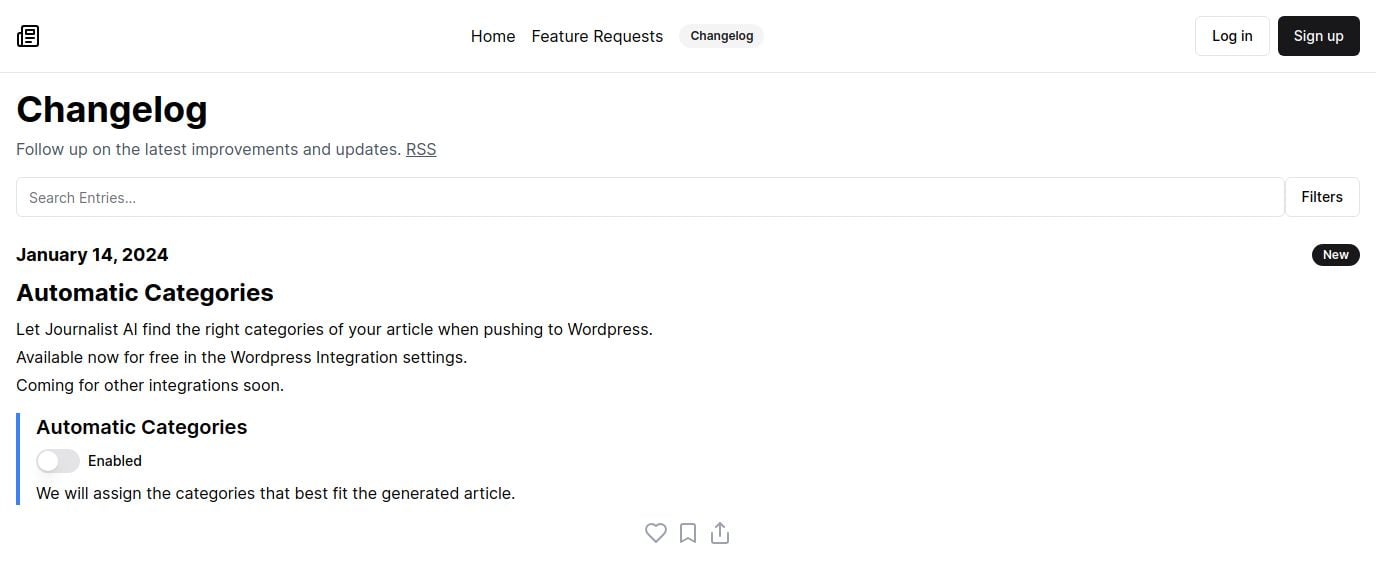 Home Feature Requests Changelog Log in Sign up
Changelog
Follow up on the latest improvements and updates. RSS
Search Entries... Filters
January 14, 2024 New
Automatic Categories
Let Journalist AI find the right categories of your article when pushing to Wordpress.
Available now for free in the Wordpress Integration settings.
Coming for other integrations soon.
Automatic Categories
Enabled
We will assign the categories that best fit the generated article.